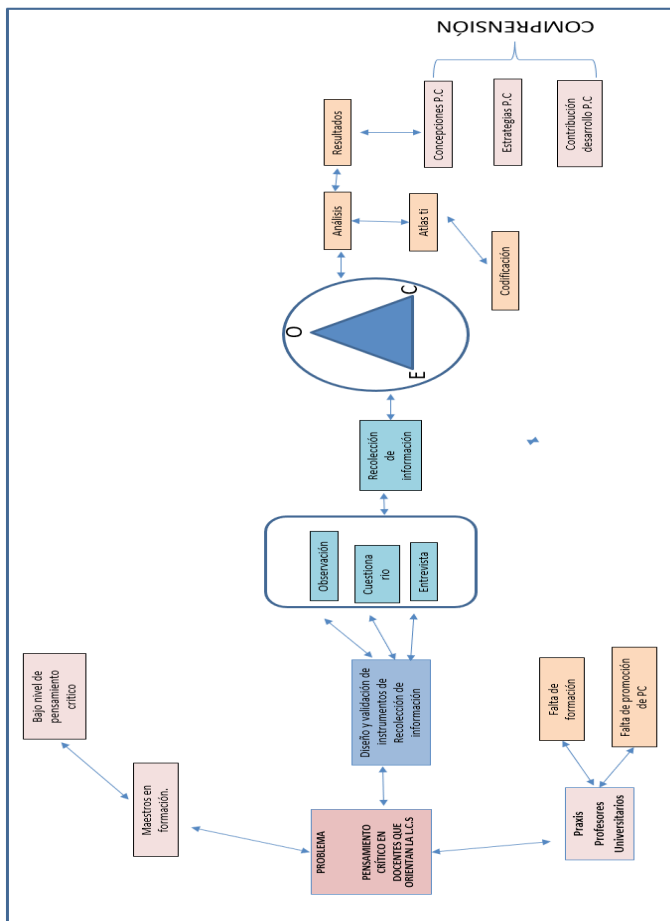 PROBLEMA
PENSAMIENTO
CRÍTICO EN
DOCENTES QUE
ORIENTAN LA L.C.S
Maestros en
formación.
Bajo nivel de
pensamiento
crítico
Praxis
Profesores
Universitarios
Falta de
formación
Falta de promoción
de PC
Diseño y validación de
instrumentos de
Recolección de
información
Observación
Cuestiona
rio
Entrevista
Recolección
de
información
O
E
C
Análisis
Resultados
Atlas ti
Codificación
Concepciones P.C
Estrategias P.C
Contribución
desarrollo P.C
COMPRENSIÓN